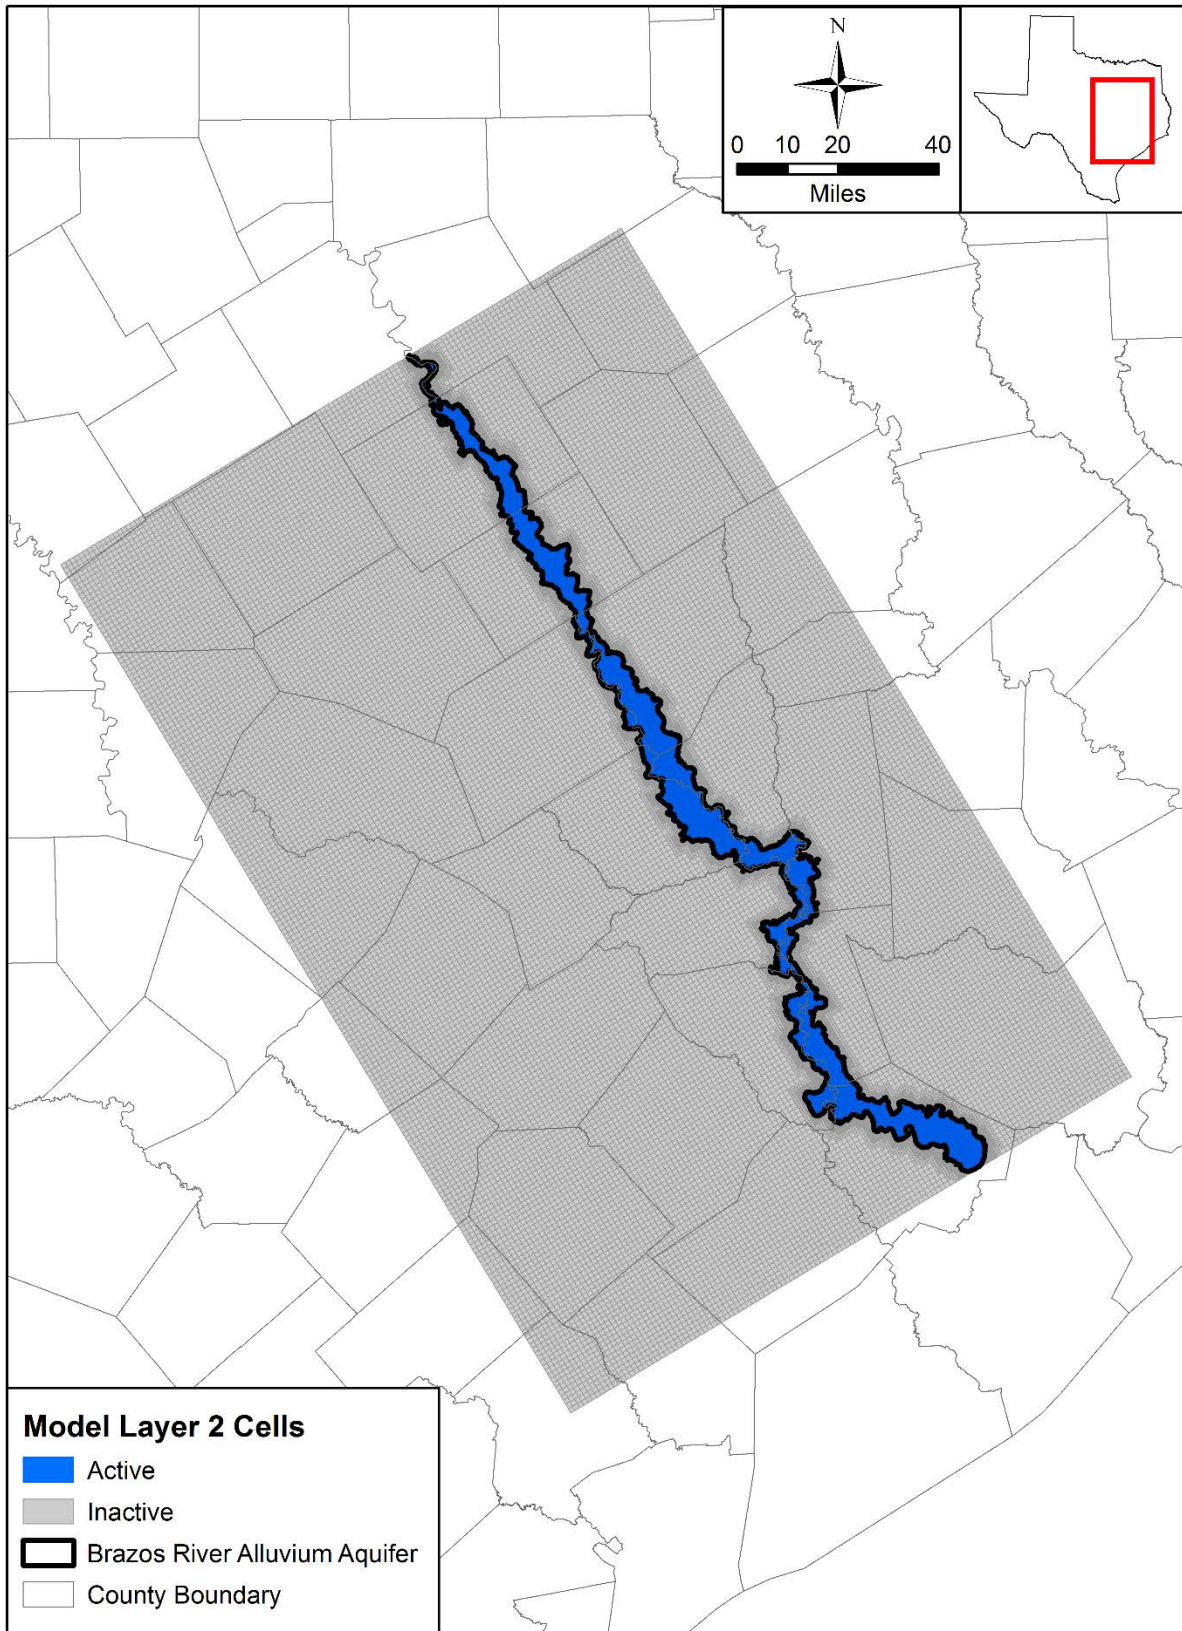 N
0 10 20 40
Miles
Model Layer 2 Cells
Active
Inactive
Brazos River Alluvium Aquifer
County Boundary